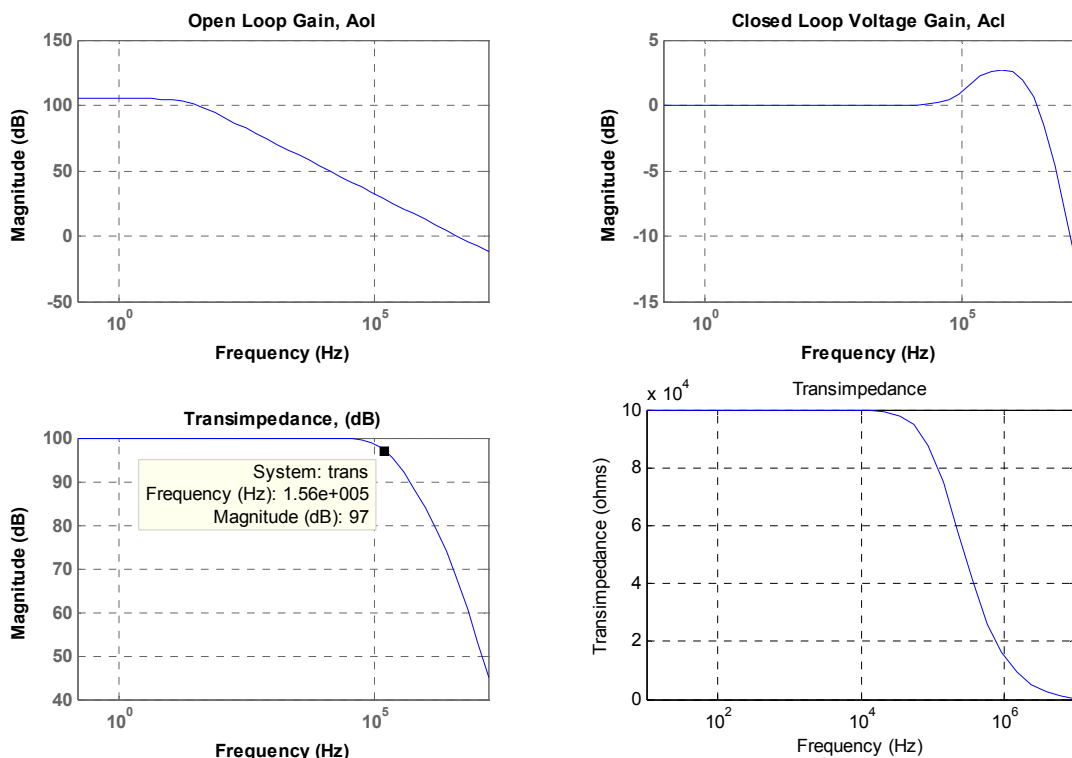 Open Loop Gain, Aol
150
100
50
0
-50
Magnitude (dB)
10^0
10^5
Frequency (Hz)
Closed Loop Voltage Gain, Acl
5
0
-5
-10
-15
Magnitude (dB)
10^0
10^5
Frequency (Hz)
Transimpedance, (dB)
100
90
80
70
60
50
40
Magnitude (dB)
System: trans
Frequency (Hz): 1.56e+005
Magnitude (dB): 97
10^0
10^5
Frequency (Hz)
x 10^4
Transimpedance
10
8
6
4
2
0
Transimpedance (ohms)
10^2
10^4
10^6
Frequency (Hz)